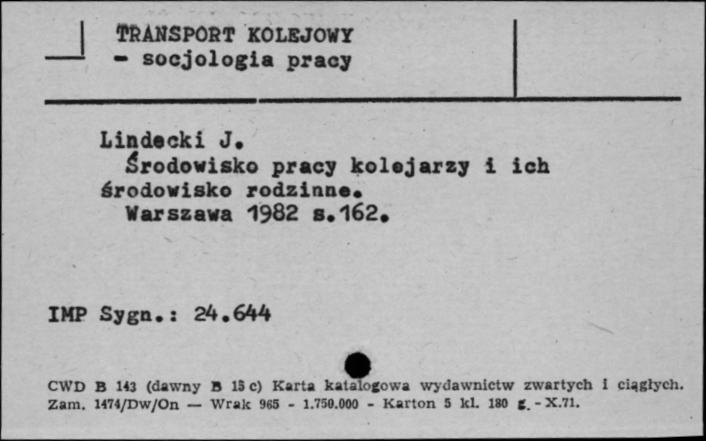 TRANSPORT KOLEJOWY
- socjologia pracy
Lindecki J.
Środowisko pracy kolejarzy i ich
środowisko rodzinne.
Warszawa 1982 s.162.
IMP Sygn.: 24.644
CWD B 143 (dawny B 15 c) Karta katalogowa wydawnictw zwartych i ciągłych.
Zam. 1474/Dw/On — Wrak 965 - 1.750.000 - Karton 5 kl. 180 g. - X.71.